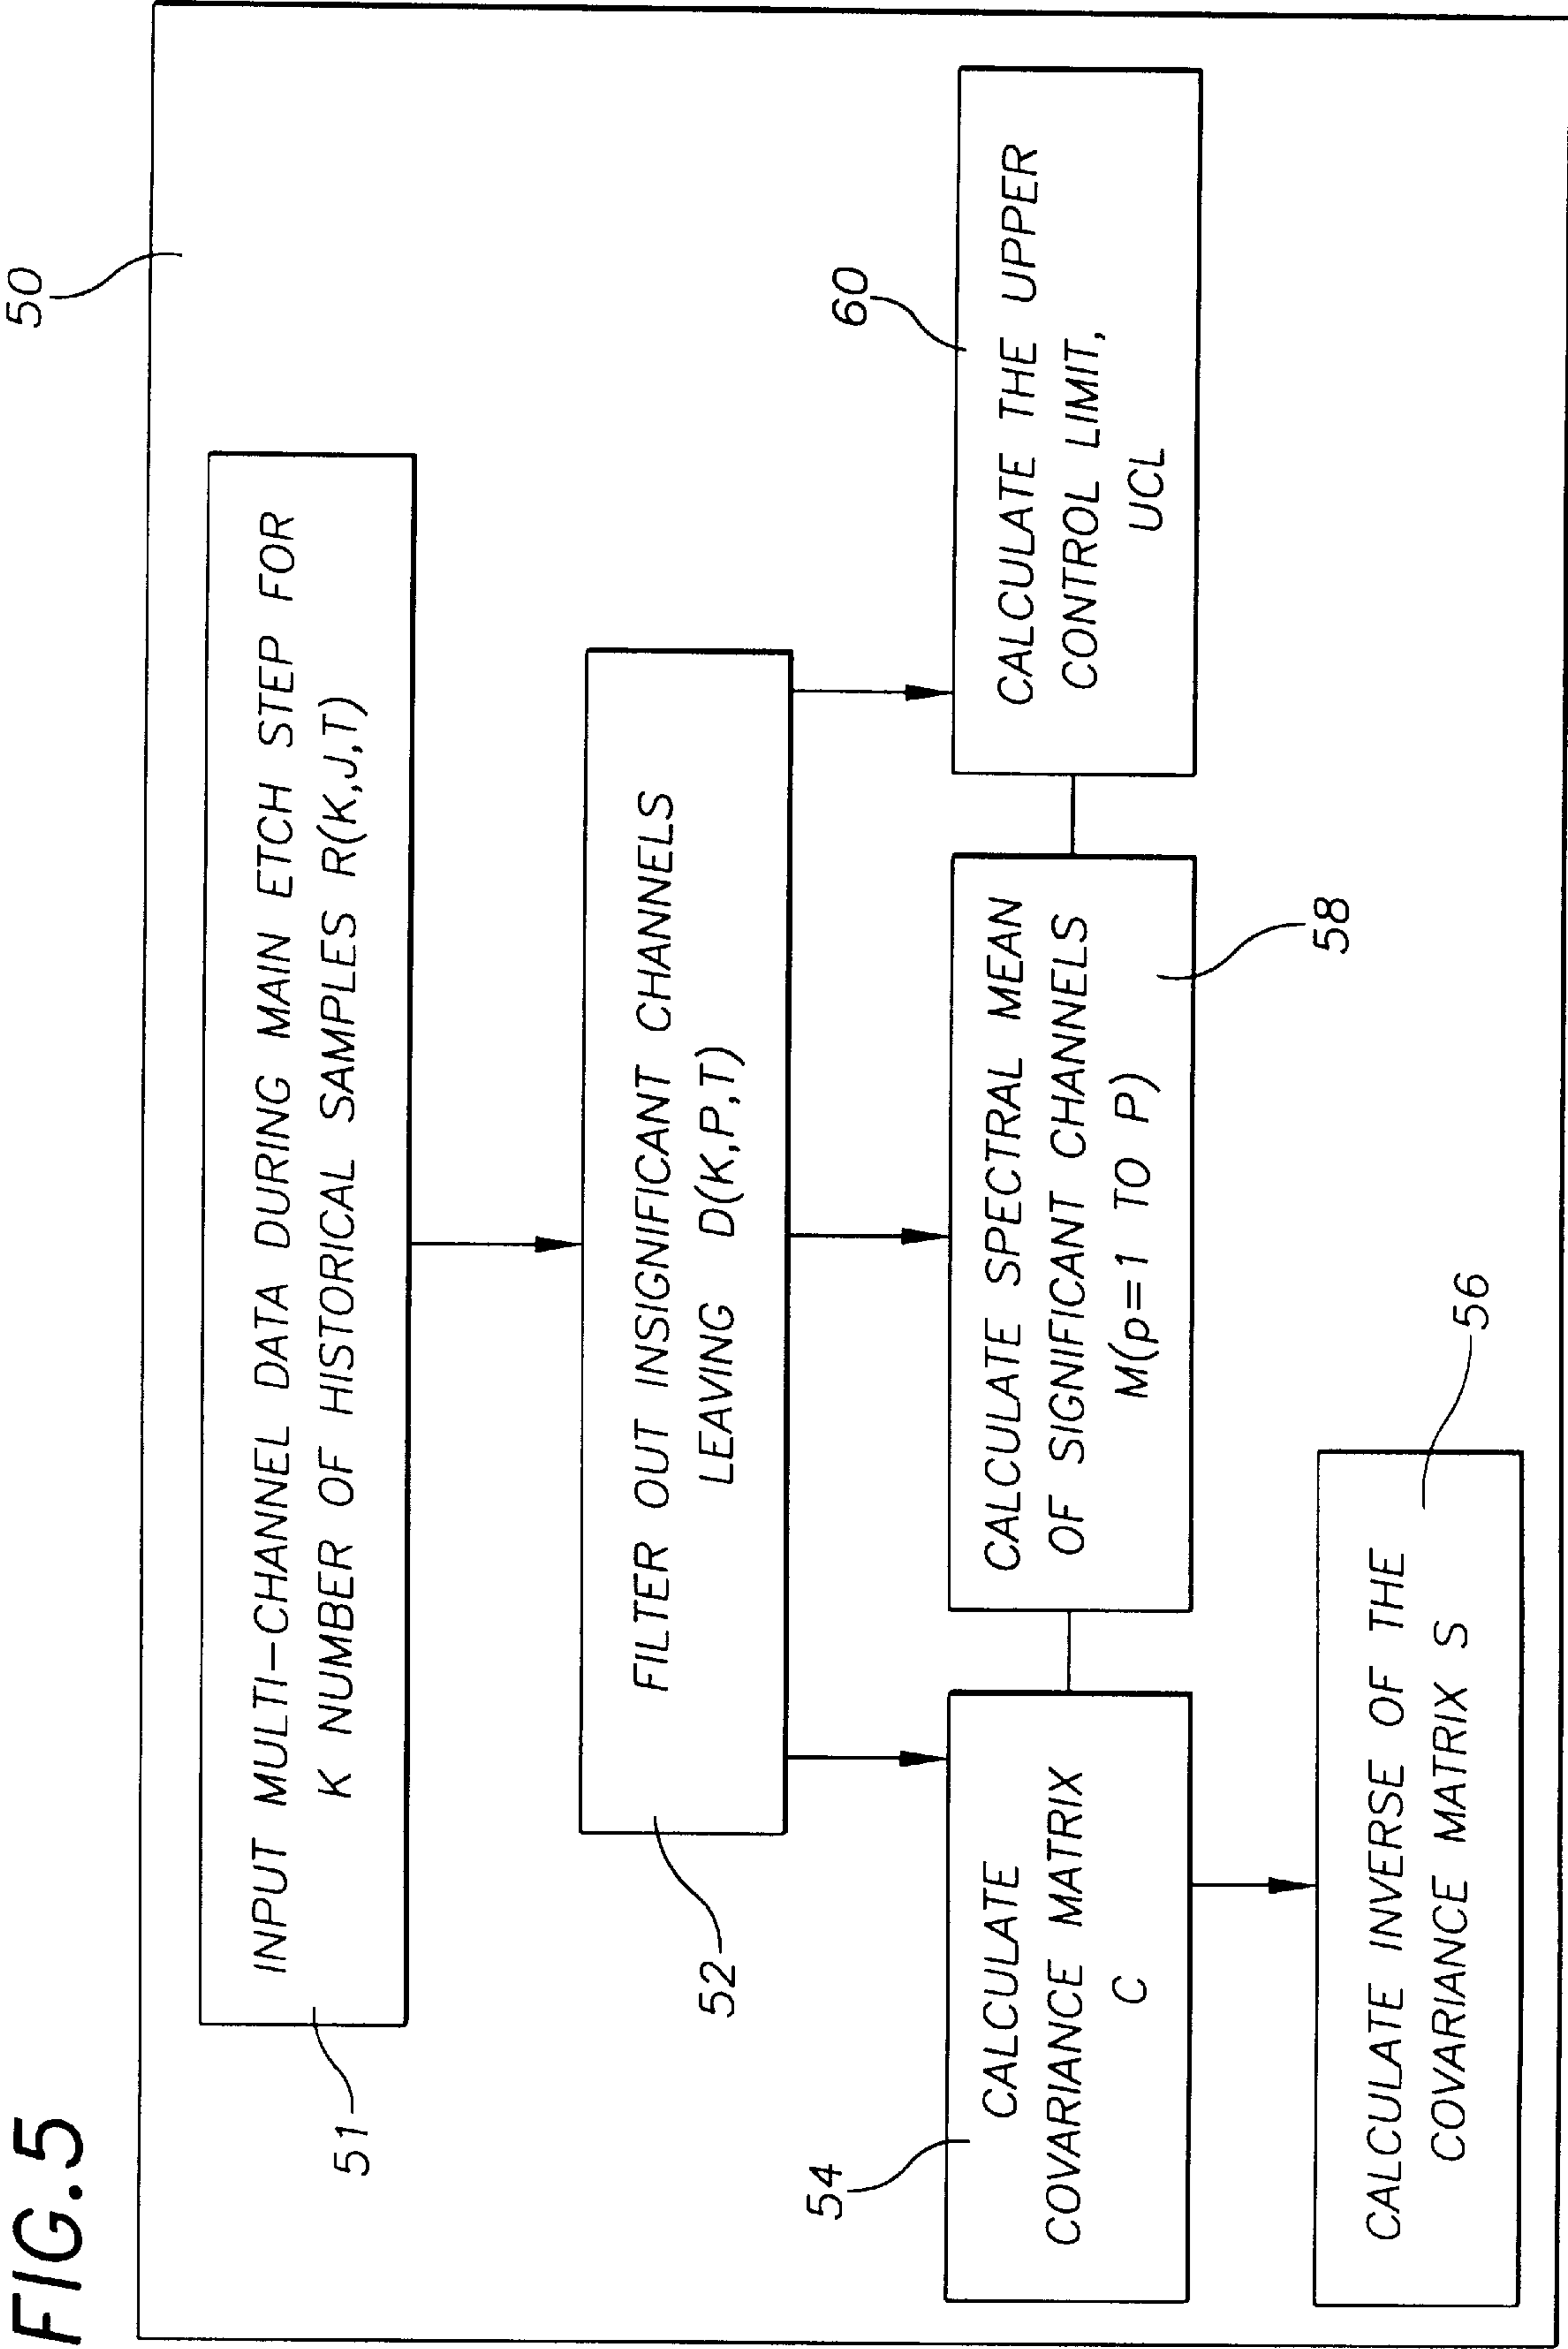 FIG.5
50
INPUT MULTI-CHANNEL DATA DURING MAIN ETCH STEP FOR
K NUMBER OF HISTORICAL SAMPLES R(K,J,T)
51
FILTER OUT INSIGNIFICANT CHANNELS
LEAVING D(K,P,T)
52
54
CALCULATE
COVARIANCE MATRIX
C
CALCULATE SPECTRAL MEAN
OF SIGNIFICANT CHANNELS
M(p=1 TO P)
58
60
CALCULATE THE UPPER
CONTROL LIMIT,
UCL
CALCULATE INVERSE OF THE
COVARIANCE MATRIX S
56